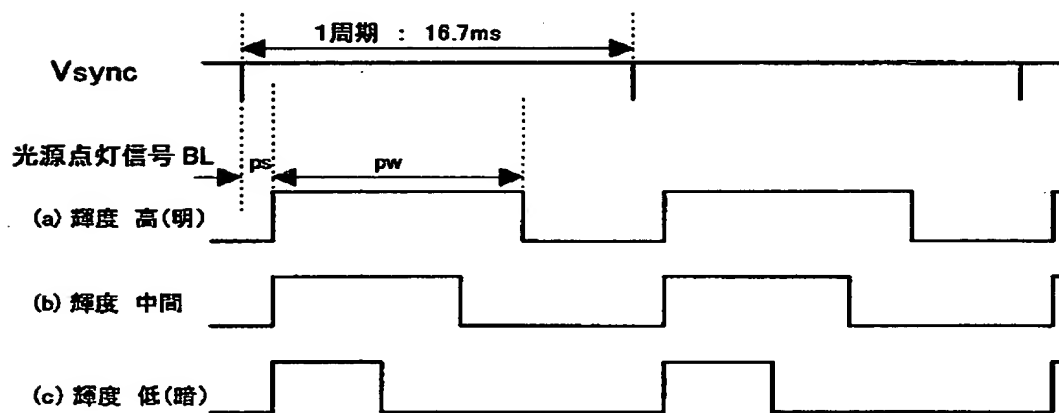 1周期 : 16.7ms
Vsync
光源点灯信号 BL
ps
pw
(a) 輝度 高(明)
(b) 輝度 中間
(c) 輝度 低(暗)